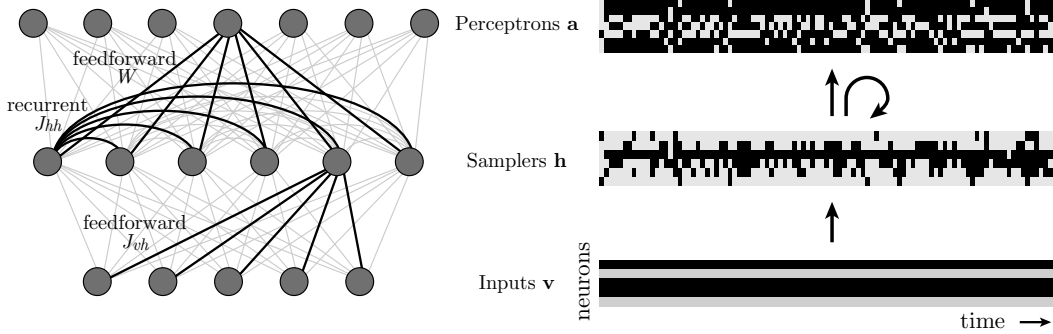 Perceptrons a
feedforward
W
recurrent
J_hh
Samplers h
feedforward
J_vh
Inputs v
neurons
time